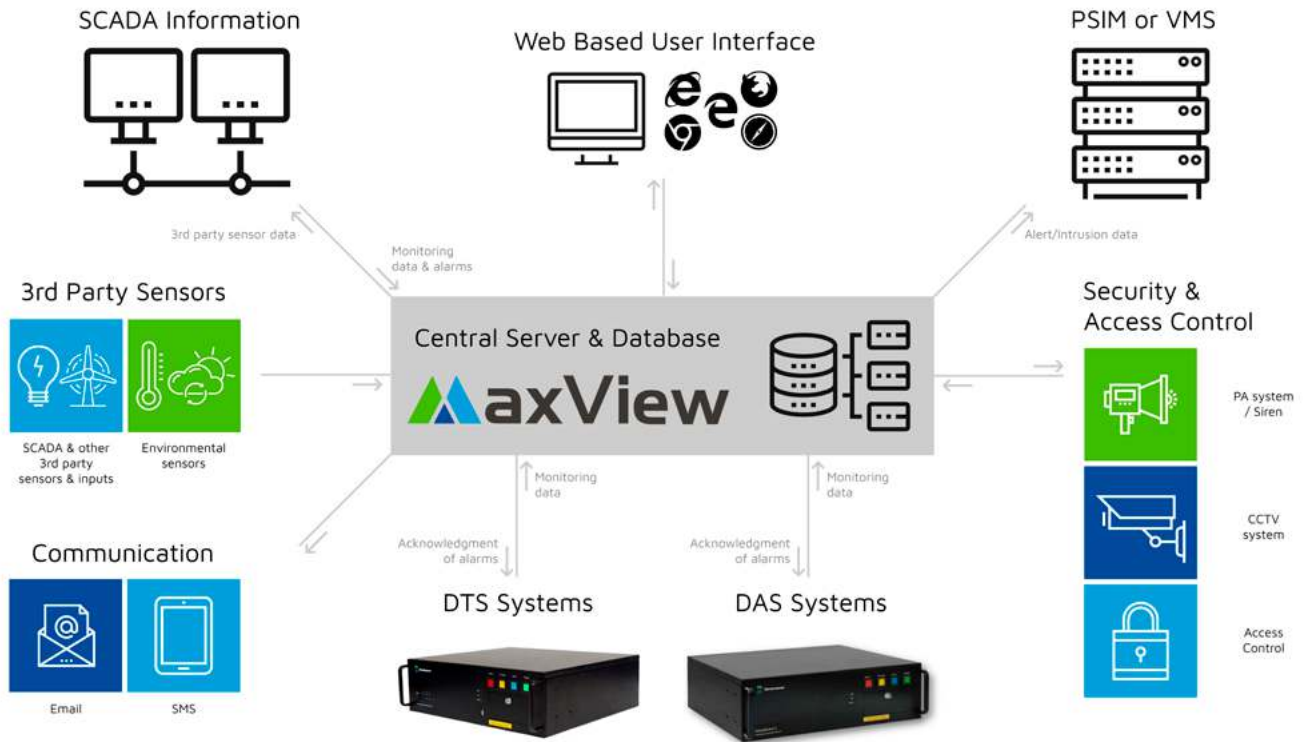 SCADA Information
Web Based User Interface
PSIM or VMS
3rd party sensor data
Monitoring
data & alarms
Alert/Intrusion data
3rd Party Sensors
SCADA & other
3rd party
sensors & inputs
Environmental
sensors
Central Server & Database
MaxView
Security &
Access Control
PA system
/ Siren
CCTV
system
Access
Control
Monitoring
data
Monitoring
data
Acknowledgment
of alarms
Acknowledgment
of alarms
Communication
Email
SMS
DTS Systems
DAS Systems